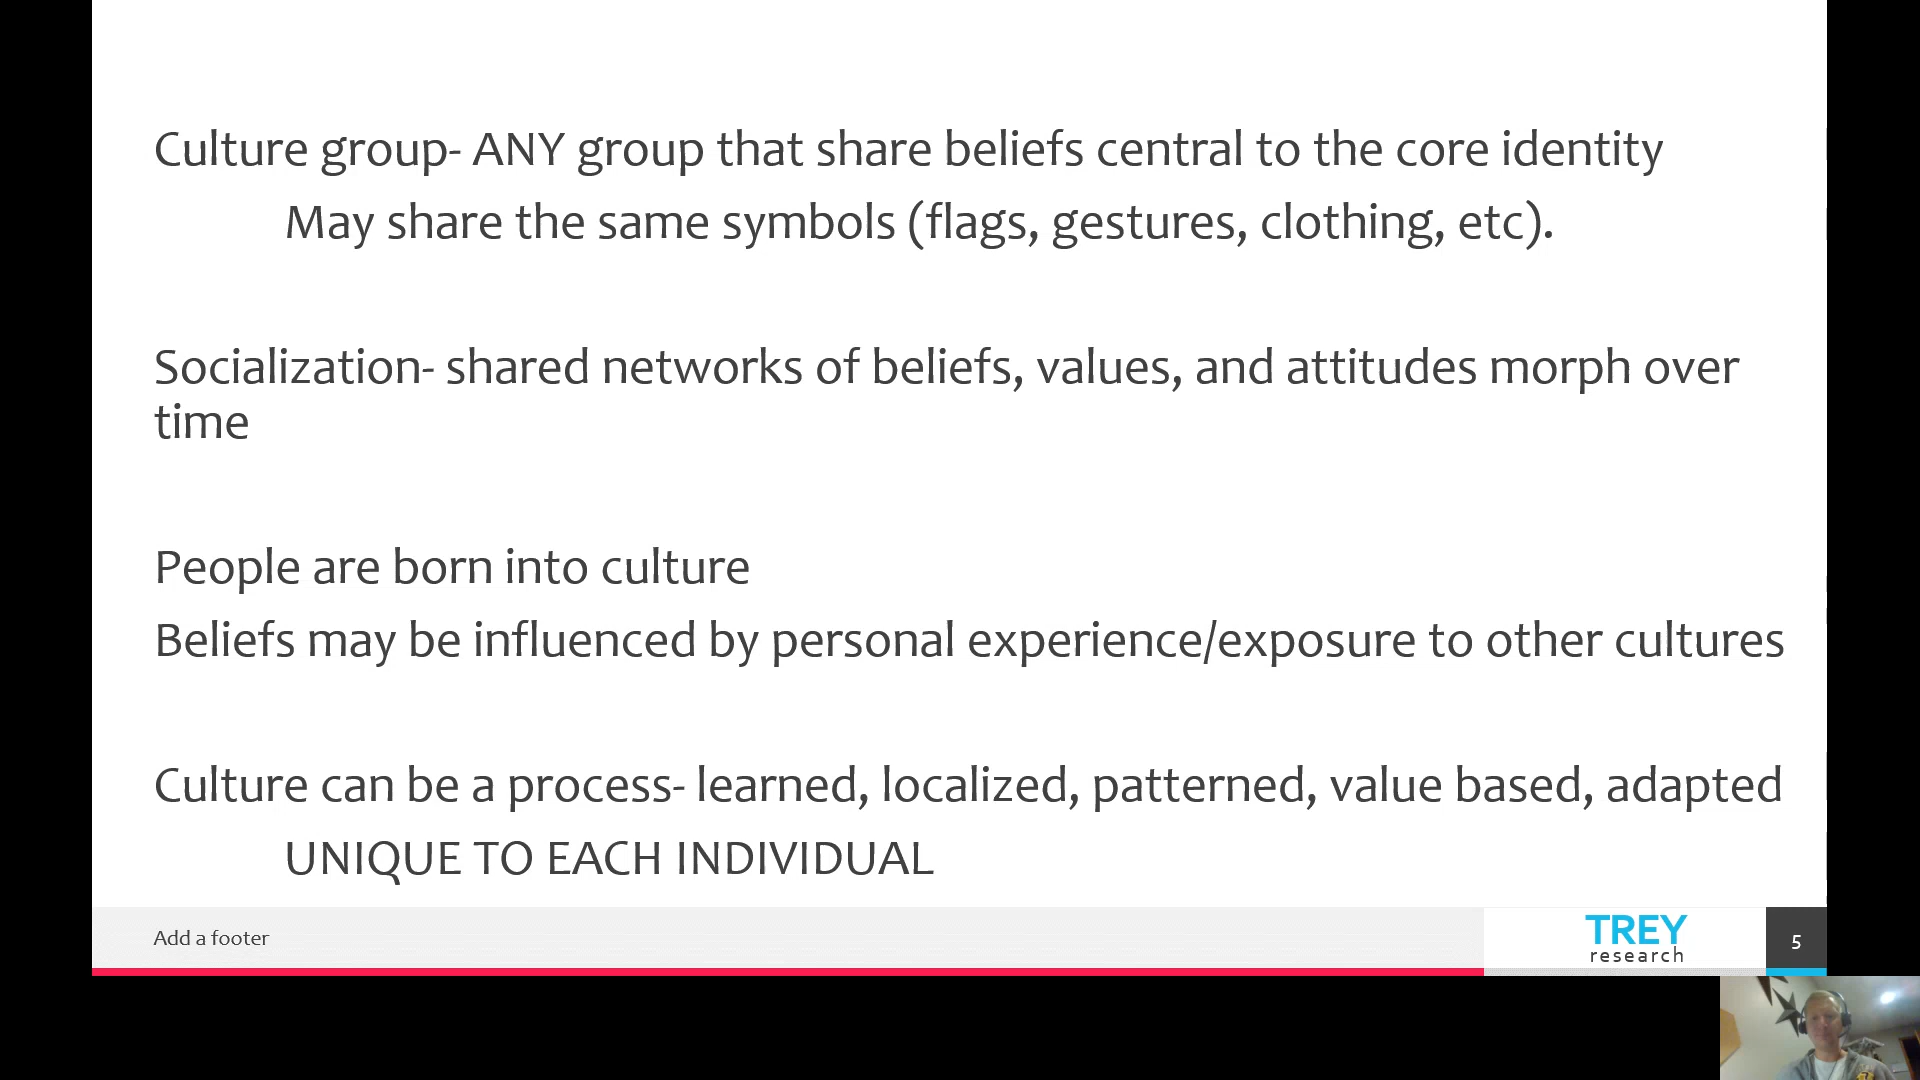 Culture group- ANY group that share beliefs central to the core identity
May share the same symbols (flags, gestures, clothing, etc).
Socialization- shared networks of beliefs, values, and attitudes morph over
time
People are born into culture
Beliefs may be influenced by personal experience/exposure to other cultures
Culture can be a process- learned, localized, patterned, value based, adapted
UNIQUE TO EACH INDIVIDUAL
Add a footer
TREY
research
5